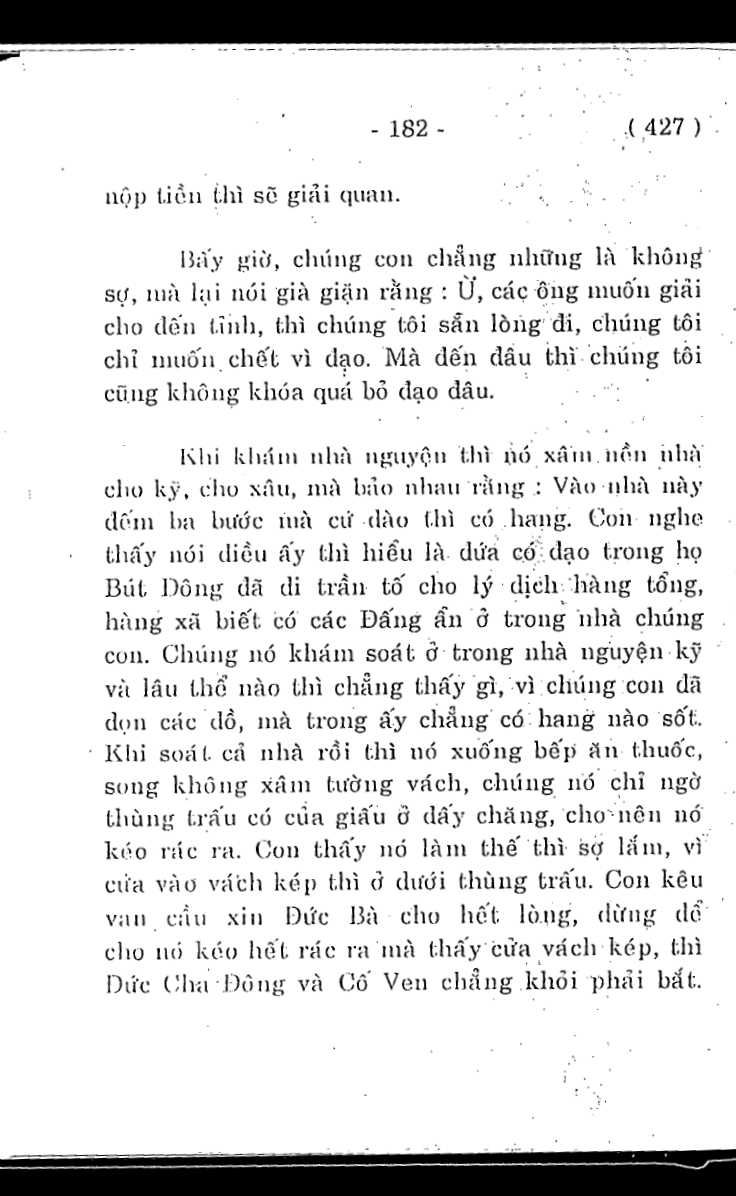 - 182 - ( 427 )
nộp tiền thì sẽ giải quan.
Bấy giờ, chúng con chẳng những là không
sợ, mà lại nói già giặn rằng : Ừ, các ông muốn giải
cho đến tỉnh, thì chúng tôi sẵn lòng đi, chúng tôi
chỉ muốn chết vì đạo. Mà đến đâu thì chúng tôi
cũng không khóa quá bỏ đạo đâu.
Khi khám nhà nguyện thì nó xâm nền nhà
cho kỹ, cho xâu, mà bảo nhau rằng : Vào nhà này
đếm ba bước mà cứ đào thì có hang. Con nghe
thấy nói điều ấy thì hiểu là đứa có đạo trong họ
Bút Đông đã đi trần tố cho lý dịch hàng tổng,
hàng xã biết có các Đấng ẩn ở trong nhà chúng
con. Chúng nó khám soát ở trong nhà nguyện kỹ
và lâu thể nào thì chẳng thấy gì, vì chúng con đã
dọn các đồ, mà trong ấy chẳng có hang nào sốt.
Khi soát cả nhà rồi thì nó xuống bếp ăn thuốc,
song không xâm tường vách, chúng nó chỉ ngờ
thùng trấu có của giấu ở đấy chăng, cho nên nó
kéo rác ra. Con thấy nó làm thế thì sợ lắm, vì
cửa vào vách kép thì ở dưới thùng trấu. Con kêu
van cầu xin Đức Bà cho hết lòng, đừng để
cho nó kéo hết rác ra mà thấy cửa vách kép, thì
Đức Cha Đông và Cố Ven chẳng khỏi phải bắt.